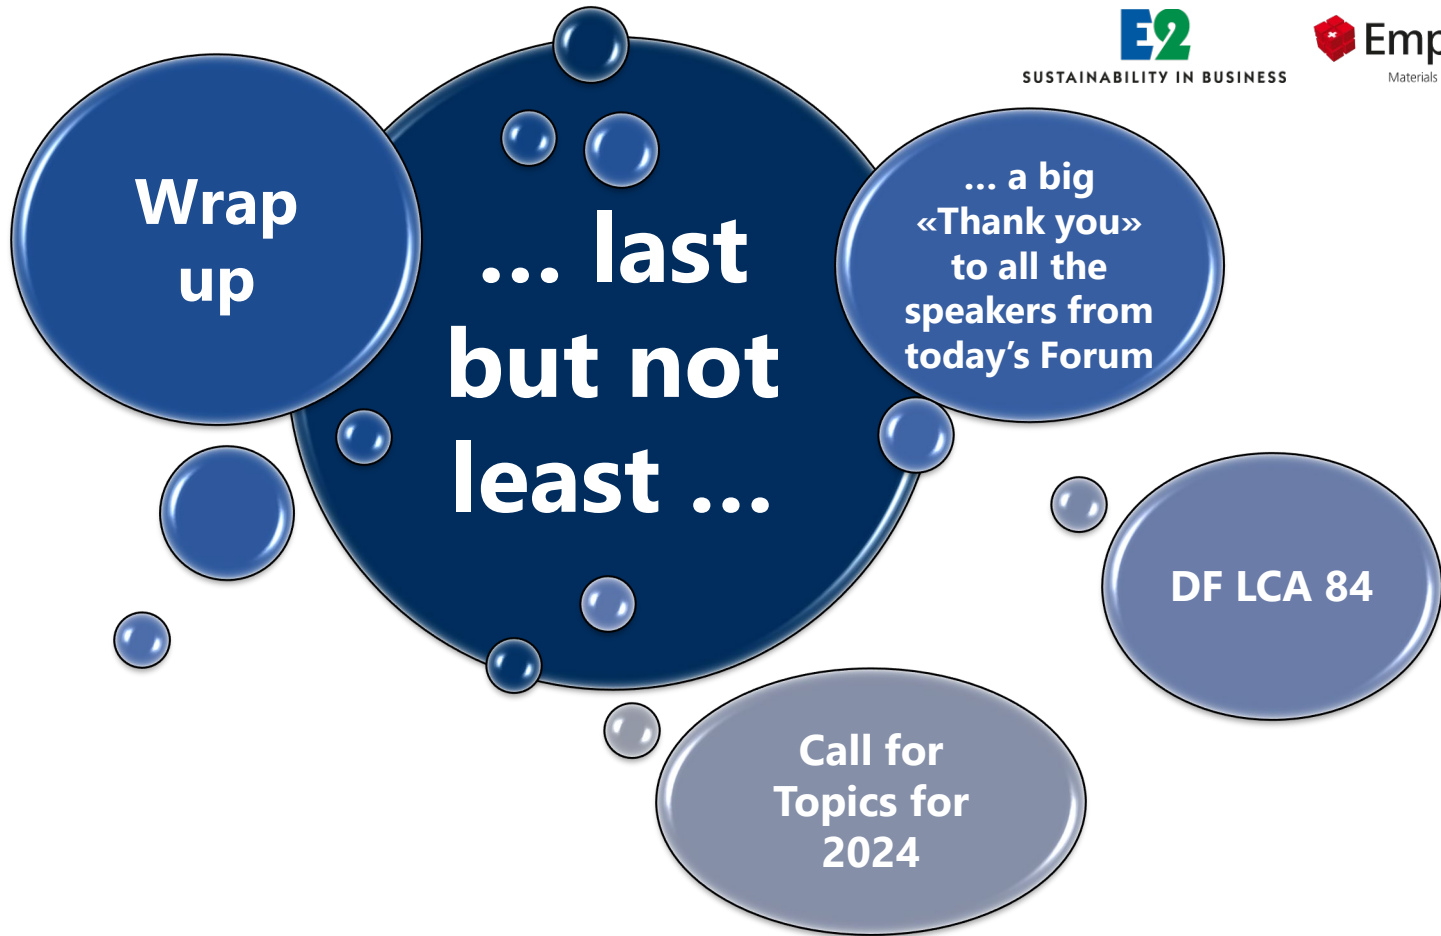 E2
SUSTAINABILITY IN BUSINESS
Materials
Wrap
up
… last
but not
least …
… a big
«Thank you»
to all the
speakers from
today’s Forum
DF LCA 84
Call for
Topics for
2024